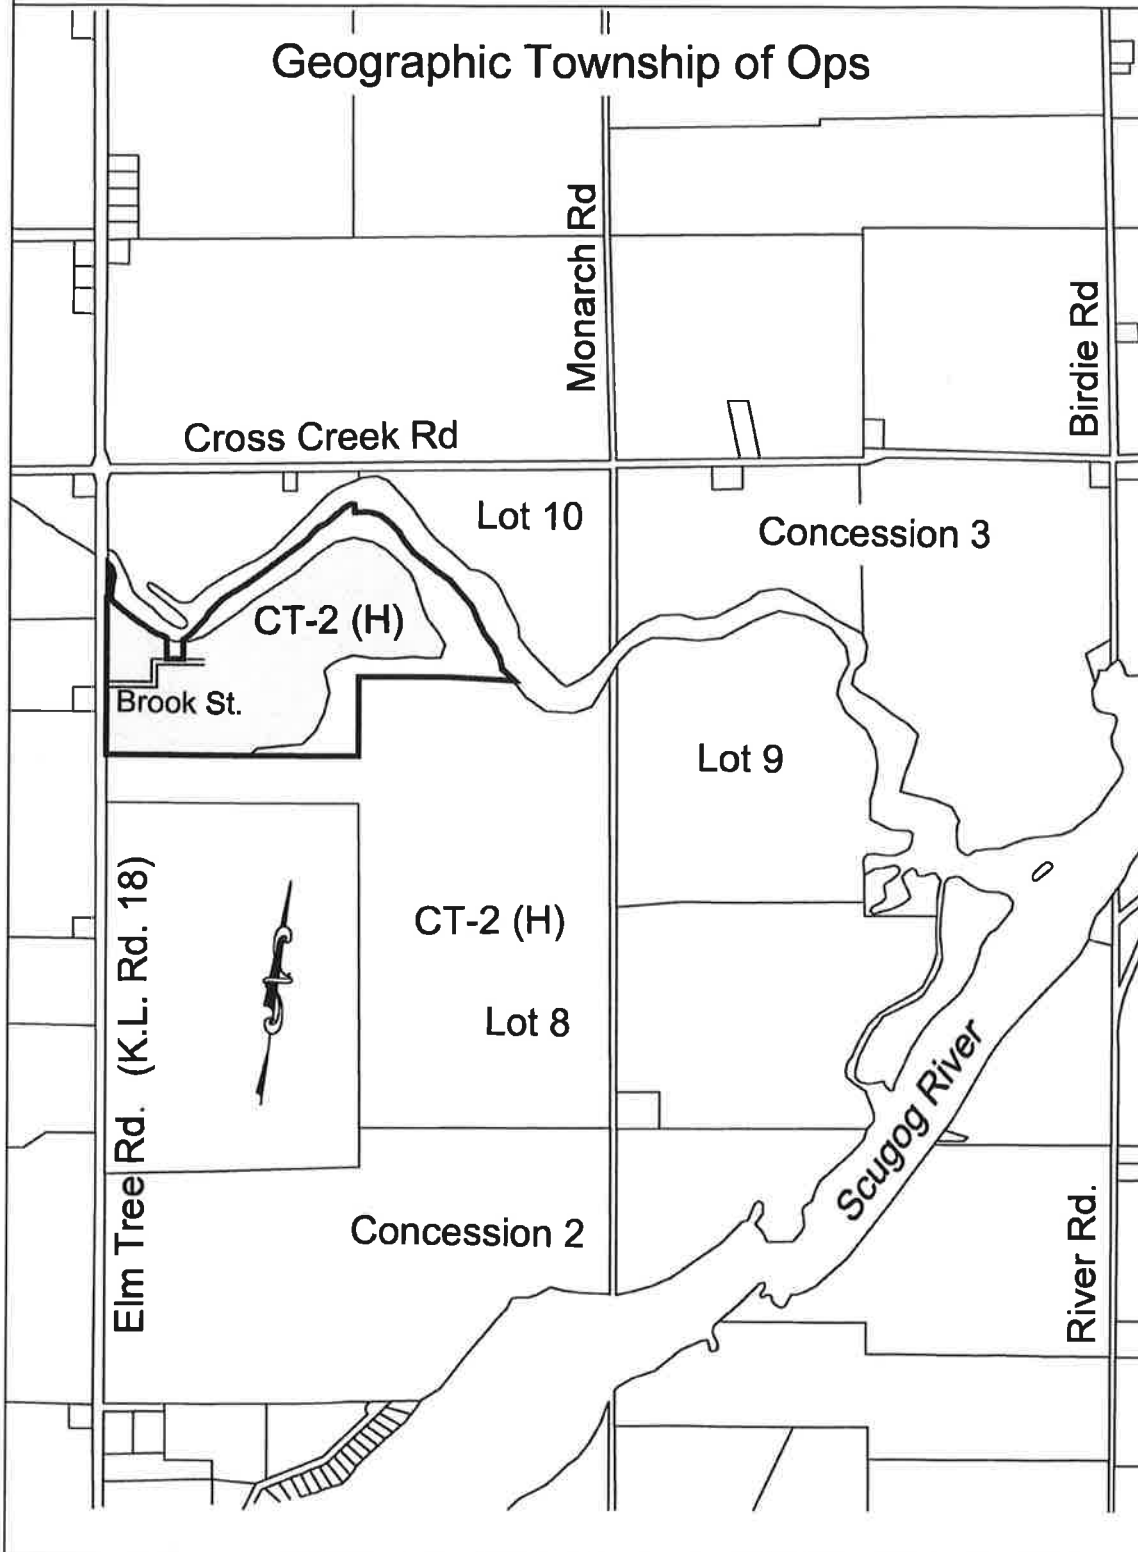 Geographic Township of Ops
Monarch Rd
Birdie Rd
Cross Creek Rd
Lot 10
Concession 3
CT-2 (H)
Brook St.
Lot 9
Elm Tree Rd. (K.L. Rd. 18)
CT-2 (H)
Lot 8
Scugog River
Concession 2
River Rd.